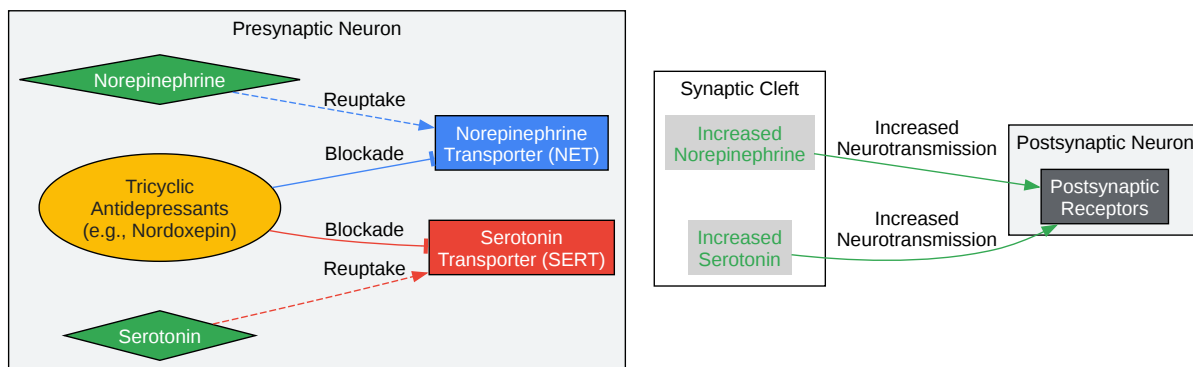 Presynaptic Neuron
Norepinephrine
Reuptake
Norepinephrine
Transporter (NET)
Blockade
Tricyclic
Antidepressants
(e.g., Nordoxepin)
Blockade
Serotonin
Transporter (SERT)
Reuptake
Serotonin
Synaptic Cleft
Increased
Norepinephrine
Increased
Neurotransmission
Increased
Serotonin
Increased
Neurotransmission
Postsynaptic Neuron
Postsynaptic
Receptors